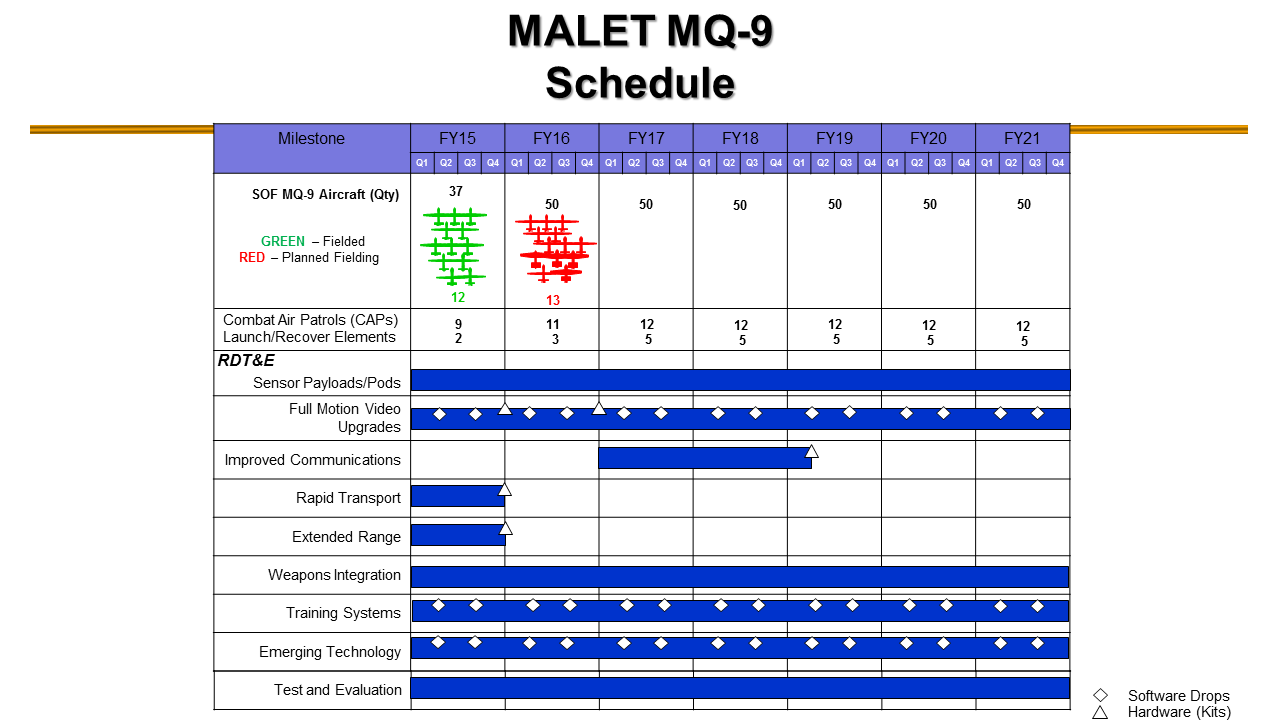 MALET MQ-9
Schedule
Milestone FY15 FY16 FY17 FY18 FY19 FY20 FY21
Q1 Q2 Q3 Q4 Q1 Q2 Q3 Q4 Q1 Q2 Q3 Q4 Q1 Q2 Q3 Q4 Q1 Q2 Q3 Q4 Q1 Q2 Q3 Q4 Q1 Q2 Q3 Q4
SOF MQ-9 Aircraft (Qty) 37 50 50 50 50 50 50
GREEN – Fielded
RED – Planned Fielding
12 13
Combat Air Patrols (CAPs) 9 11 12 12 12 12 12
Launch/Recover Elements 2 3 5 5 5 5 5
RDT&E
Sensor Payloads/Pods
Full Motion Video
Upgrades
Improved Communications
Rapid Transport
Extended Range
Weapons Integration
Training Systems
Emerging Technology
Test and Evaluation
Software Drops
Hardware (Kits)